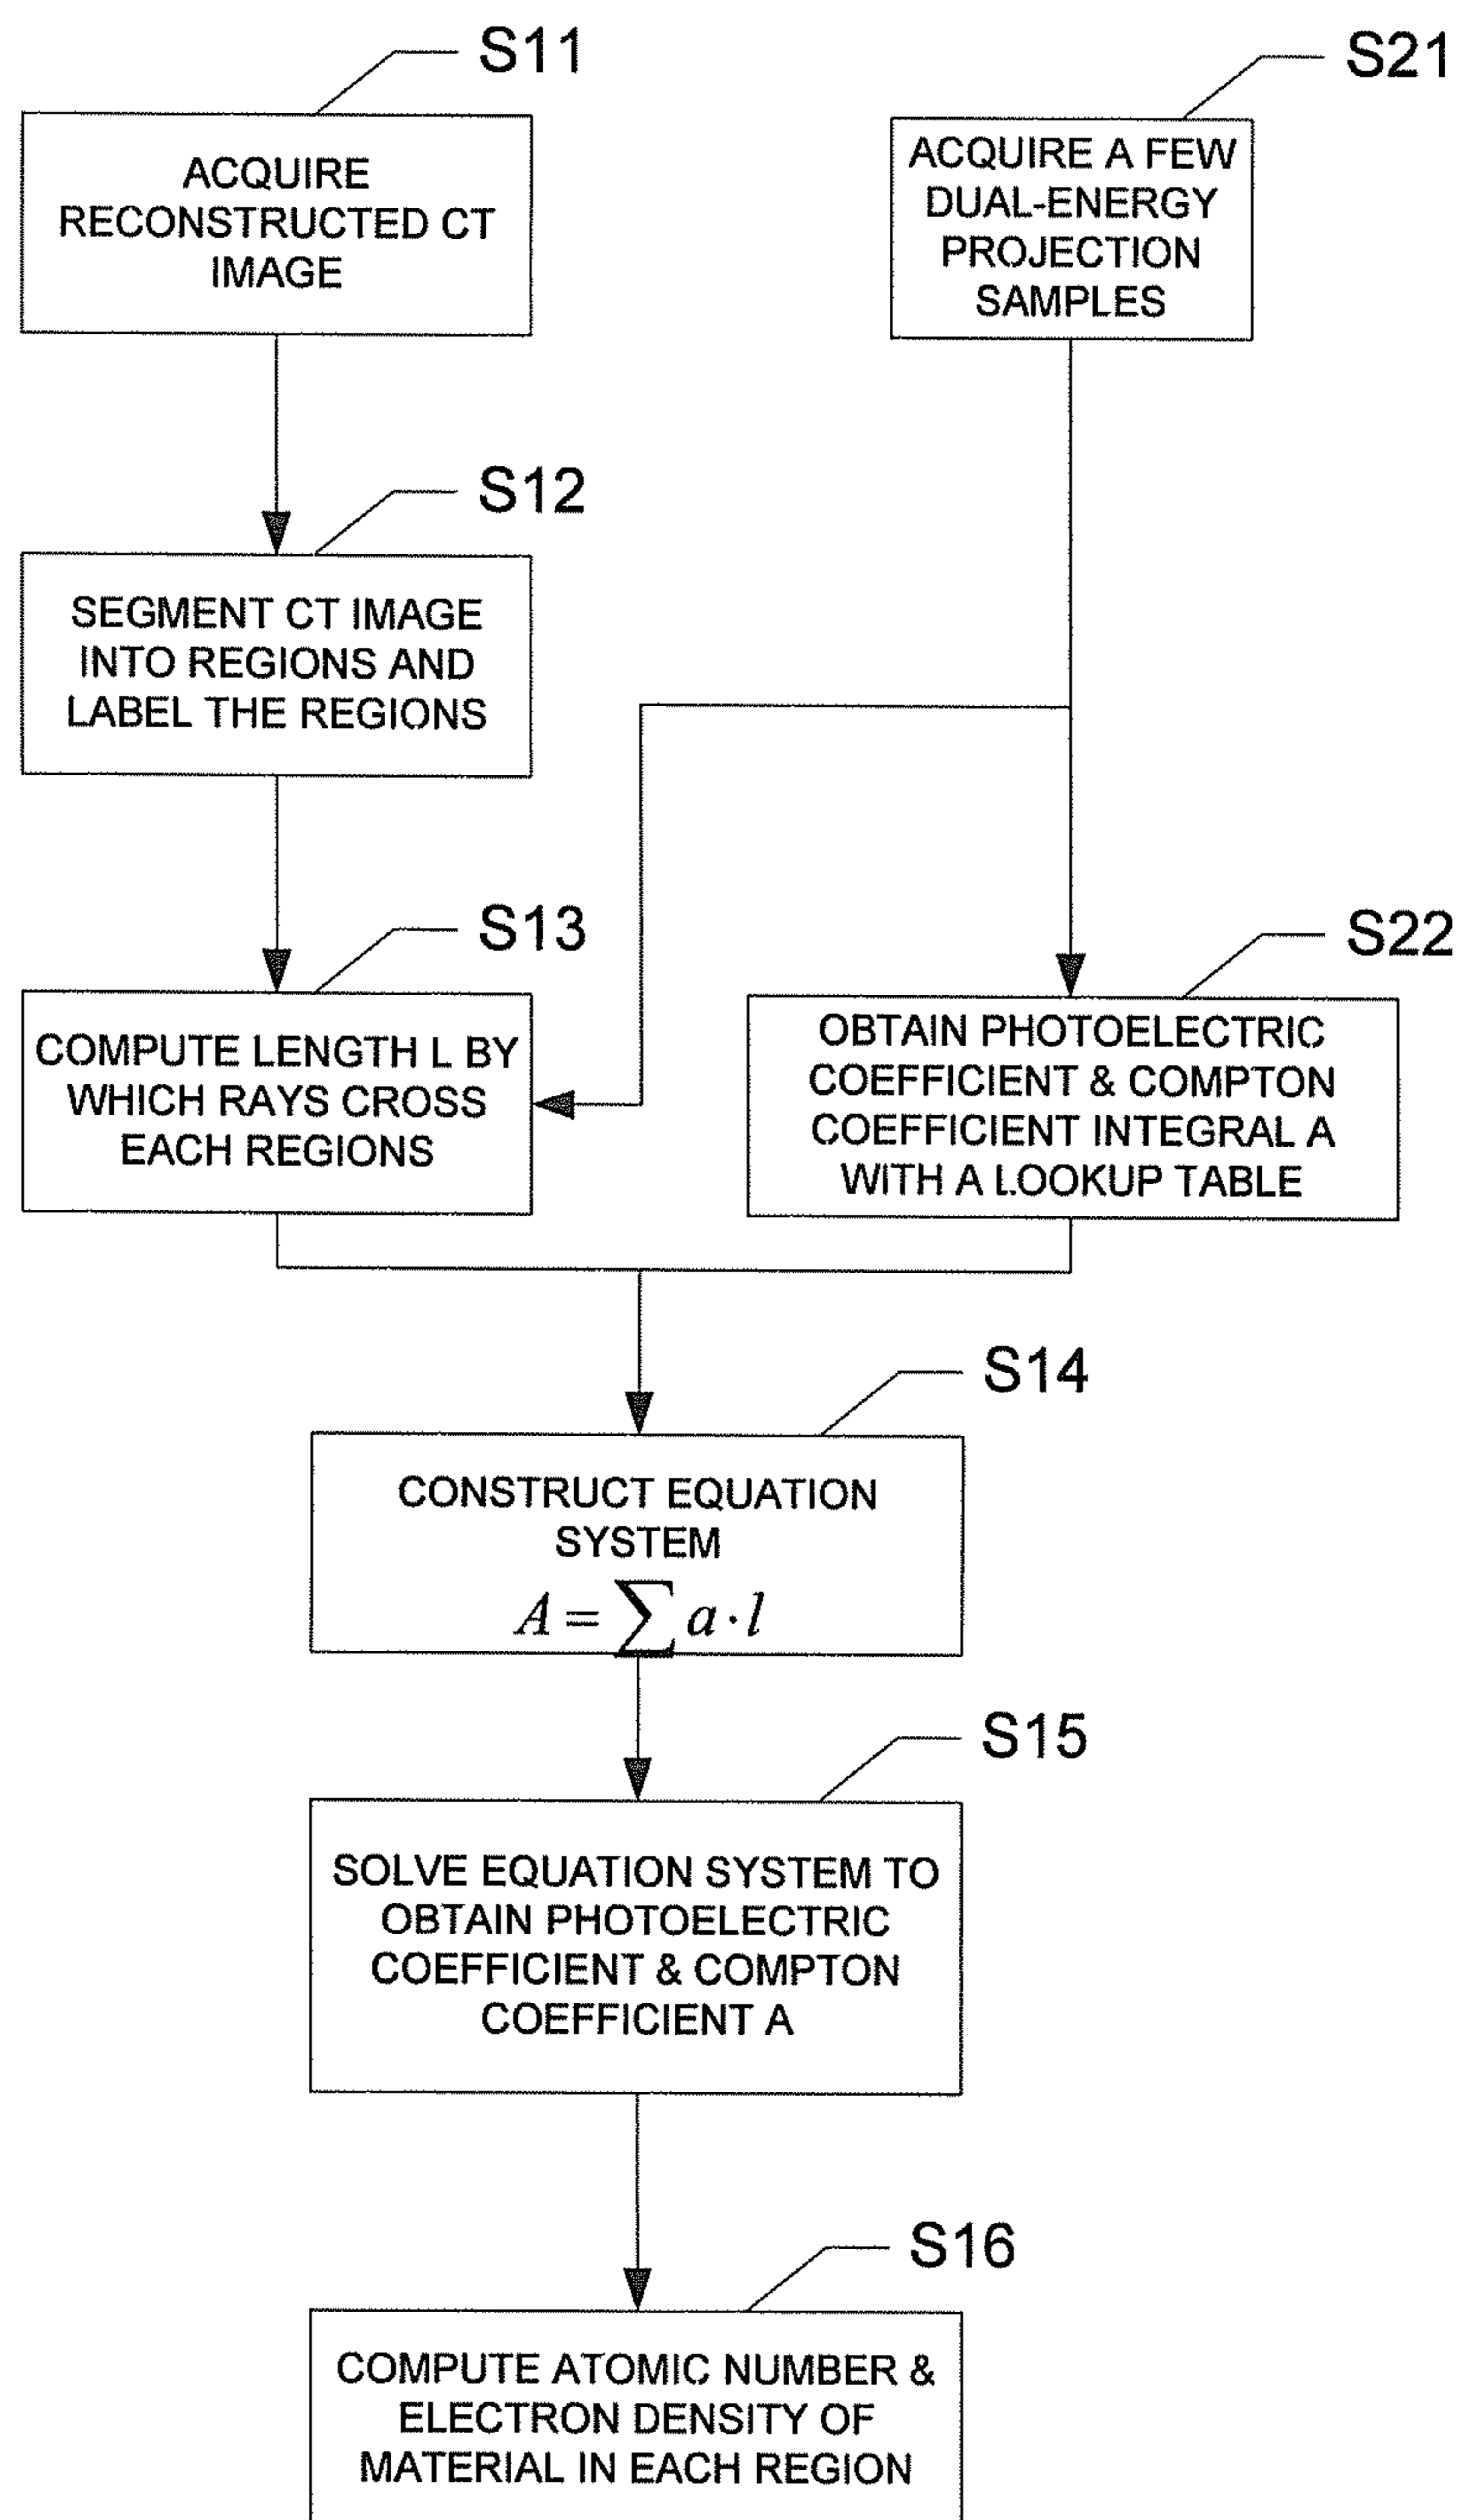 S11
ACQUIRE
RECONSTRUCTED CT
IMAGE
S21
ACQUIRE A FEW
DUAL-ENERGY
PROJECTION
SAMPLES
S12
SEGMENT CT IMAGE
INTO REGIONS AND
LABEL THE REGIONS
S13
COMPUTE LENGTH L BY
WHICH RAYS CROSS
EACH REGIONS
S22
OBTAIN PHOTOELECTRIC
COEFFICIENT & COMPTON
COEFFICIENT INTEGRAL A
WITH A LOOKUP TABLE
S14
CONSTRUCT EQUATION
SYSTEM
A = ∑ a · l
S15
SOLVE EQUATION SYSTEM TO
OBTAIN PHOTOELECTRIC
COEFFICIENT & COMPTON
COEFFICIENT A
S16
COMPUTE ATOMIC NUMBER &
ELECTRON DENSITY OF
MATERIAL IN EACH REGION